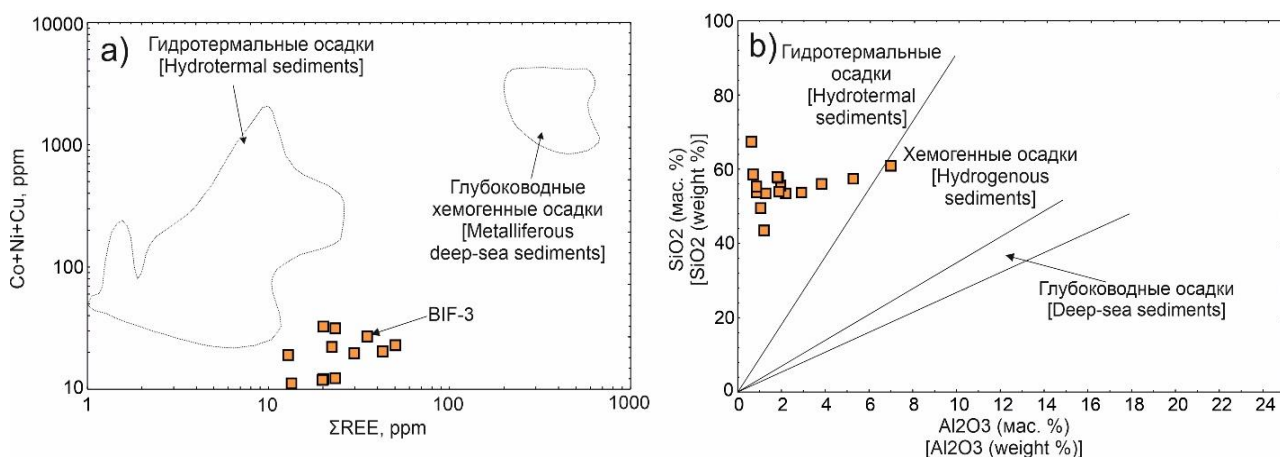 a)
10000
1000
100
10
Co+Ni+Cu, ppm
Гидротермальные осадки
[Hydrotermal sediments]
Глубоководные
хемогенные осадки
[Metalliferous
deep-sea sediments]
BIF-3
1
10
100
1000
ΣREE, ppm
b)
100
80
60
40
20
0
SiO2 (мас. %)
[SiO2 (weight %)]
Гидротермальные
осадки
[Hydrotermal
sediments]
Хемогенные осадки
[Hydrogenous
sediments]
Глубоководные осадки
[Deep-sea sediments]
0 2 4 6 8 10 12 14 16 18 20 22 24
Al2O3 (мас. %)
[Al2O3 (weight %)]